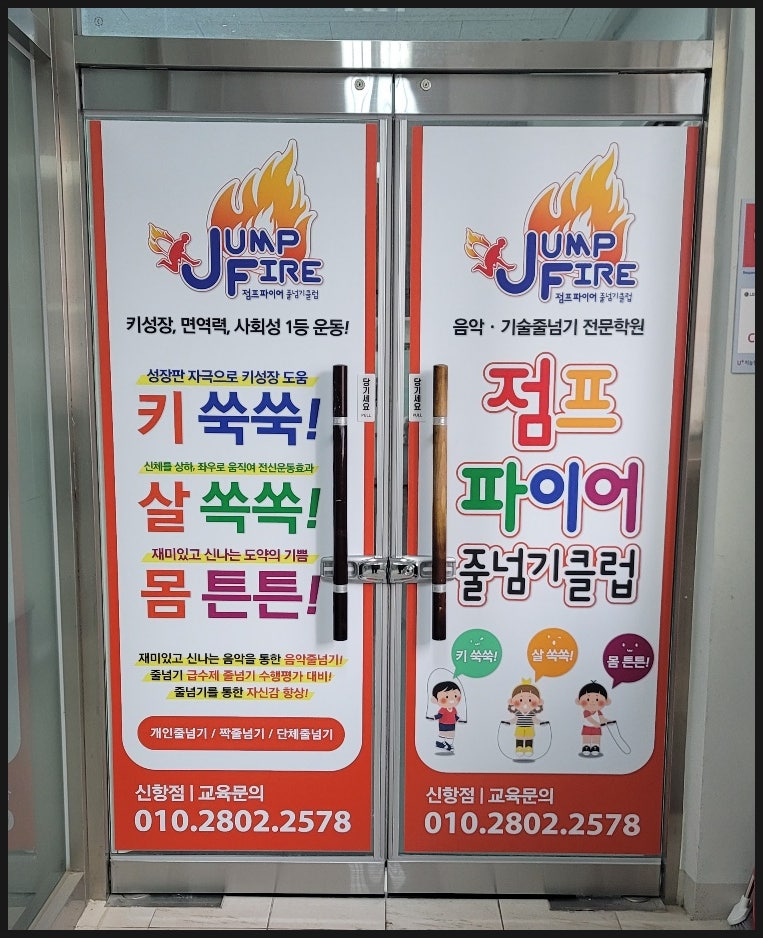 JUMP
FIRE
점프파이어 줄넘기클럽
키성장, 면역력, 사회성 1등 운동!
성장판 자극으로 키성장 도움
키 쑥쑥!
신체를 상하, 좌우로 움직여 전신운동효과
살 쏙쏙!
재미있고 신나는 도약의 기쁨
몸 튼튼!
재미있고 신나는 음악을 통한 음악줄넘기!
줄넘기 급수제 줄넘기 수행평가 대비!
줄넘기를 통한 자신감 향상!
개인줄넘기 / 짝줄넘기 / 단체줄넘기
신항점 | 교육문의
010.2802.2578
당기세요
PULL
JUMP
FIRE
점프파이어 줄넘기클럽
음악 · 기술줄넘기 전문학원
당기세요
PULL
점프
파이어
줄넘기클럽
키 쑥쑥!
살 쏙쏙!
몸 튼튼!
신항점 | 교육문의
010.2802.2578